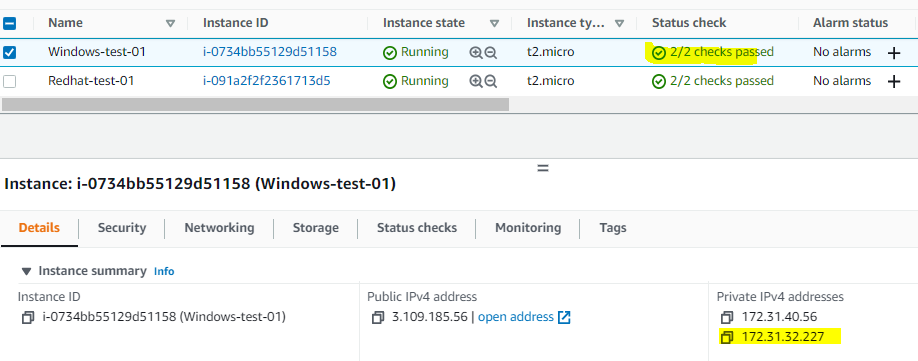 Name Instance ID Instance state Instance ty... Status check Alarm status
Windows-test-01 i-0734bb55129d51158 Running t2.micro 2/2 checks passed No alarms +
Redhat-test-01 i-091a2f2f2361713d5 Running t2.micro 2/2 checks passed No alarms +
Instance: i-0734bb55129d51158 (Windows-test-01)
Details Security Networking Storage Status checks Monitoring Tags
Instance summary Info
Instance ID Public IPv4 address Private IPv4 addresses
i-0734bb55129d51158 (Windows-test-01) 3.109.185.56 | open address 172.31.40.56
172.31.32.227